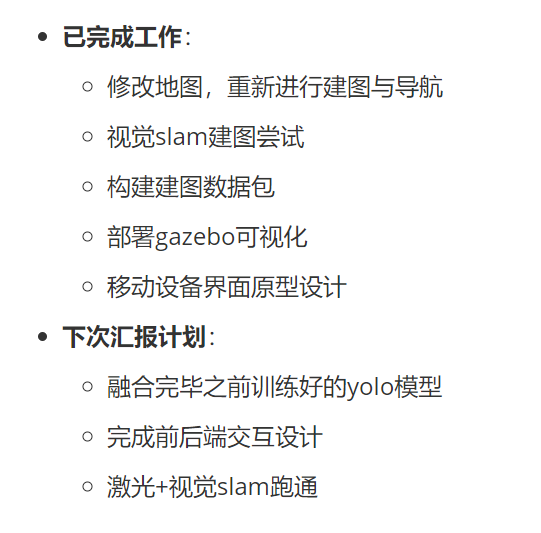 已完成工作：
修改地图，重新进行建图与导航
视觉slam建图尝试
构建建图数据包
部署gazebo可视化
移动设备界面原型设计
下次汇报计划：
融合完毕之前训练好的yolo模型
完成前后端交互设计
激光+视觉slam跑通